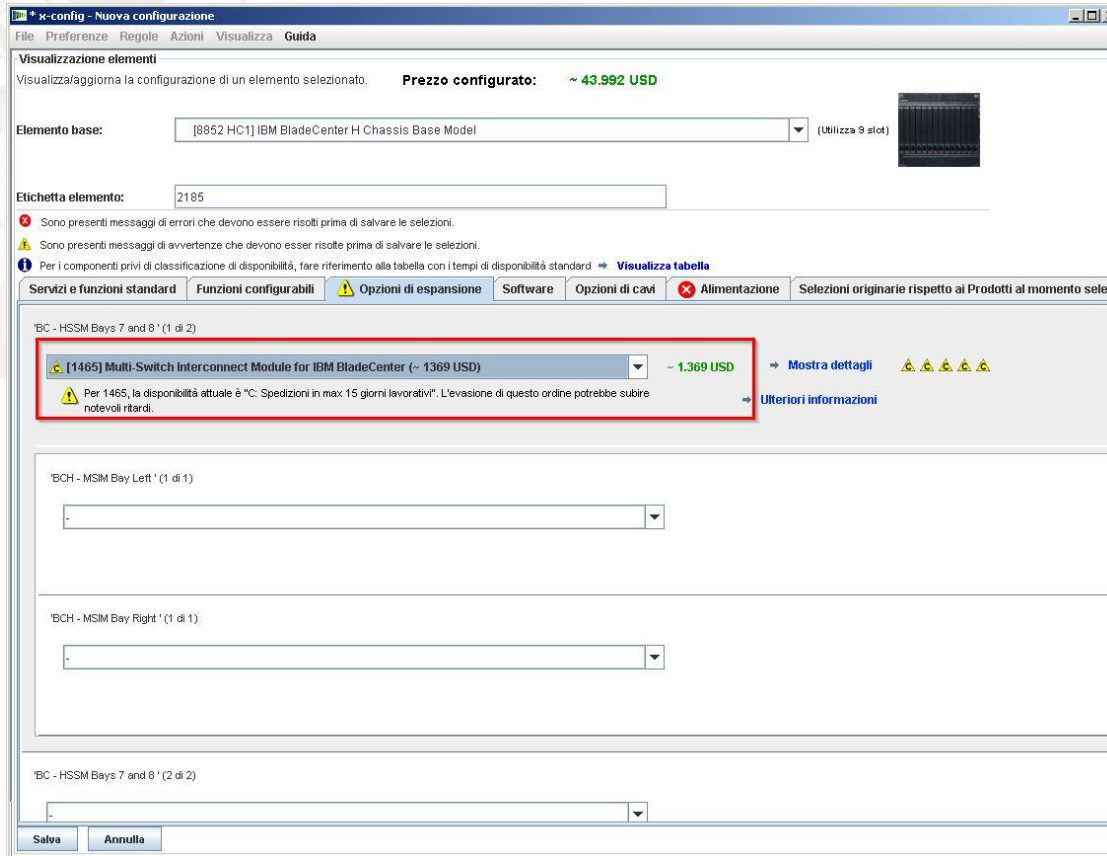 * x-config - Nuova configurazione
File Preferenze Regole Azioni Visualizza Guida
Visualizzazione elementi
Visualizza/aggiorna la configurazione di un elemento selezionato. Prezzo configurato: ~ 43.992 USD
Elemento base: [8852 HC1] IBM BladeCenter H Chassis Base Model (Utilizza 9 slot)
Etichetta elemento: 2185
Sono presenti messaggi di errori che devono essere risolti prima di salvare le selezioni.
Sono presenti messaggi di avvertenze che devono esser risolte prima di salvare le selezioni.
Per i componenti privi di classificazione di disponibilità, fare riferimento alla tabella con i tempi di disponibilità standard Visualizza tabella
Servizi e funzioni standard Funzioni configurabili Opzioni di espansione Software Opzioni di cavi Alimentazione Selezioni originarie rispetto ai Prodotti al momento sele
'BC - HSSM Bays 7 and 8 ' (1 di 2)
C [1465] Multi-Switch Interconnect Module for IBM BladeCenter (~ 1369 USD) ~ 1.369 USD Mostra dettagli C C C C C
Per 1465, la disponibilità attuale è "C: Spedizioni in max 15 giorni lavorativi". L'evasione di questo ordine potrebbe subire
notevoli ritardi.
Ulteriori informazioni
'BCH - MSIM Bay Left ' (1 di 1)
-
'BCH - MSIM Bay Right ' (1 di 1)
-
'BC - HSSM Bays 7 and 8 ' (2 di 2)
-
Salva Annulla